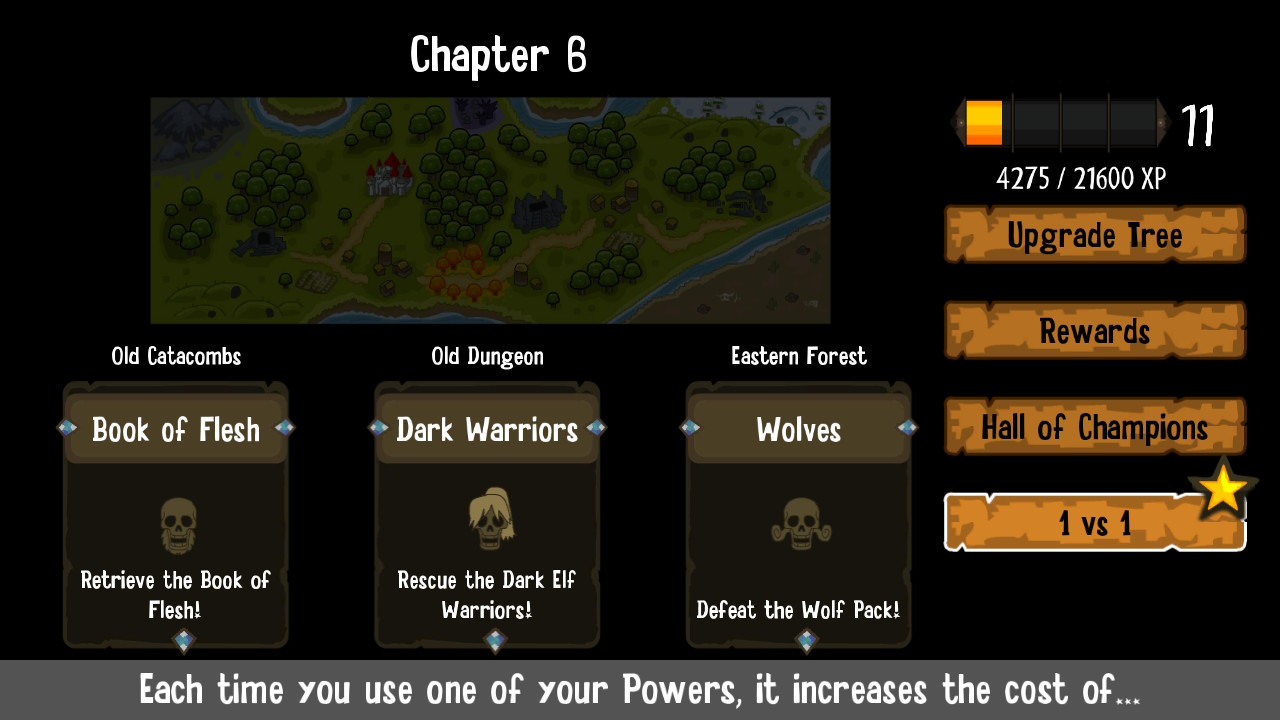 Chapter 6
11
4275 / 21600 XP
Upgrade Tree
Rewards
Hall of Champions
1 vs 1
Old Catacombs
Book of Flesh
Retrieve the Book of
Flesh!
Old Dungeon
Dark Warriors
Rescue the Dark Elf
Warriors!
Eastern Forest
Wolves
Defeat the Wolf Pack!
Each time you use one of your Powers, it increases the cost of...